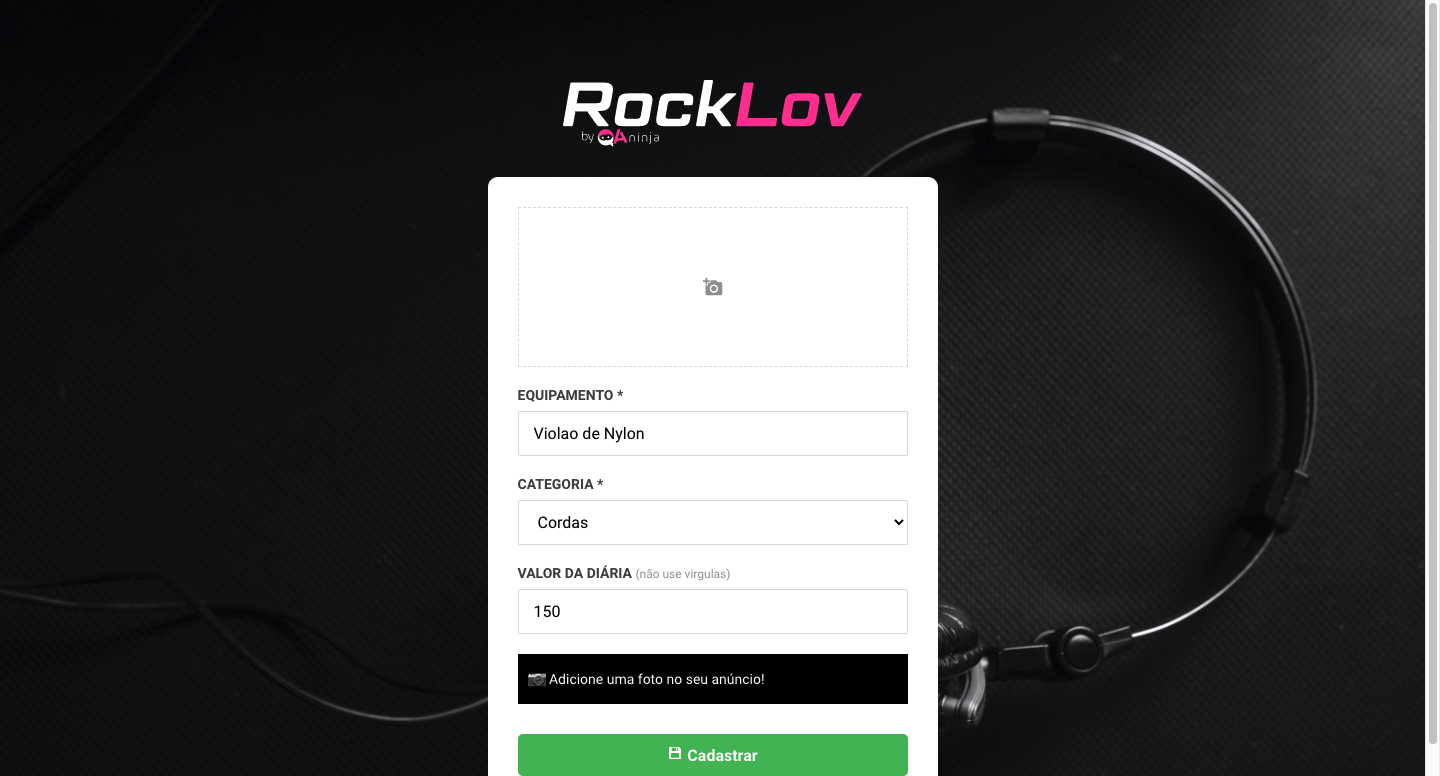 RockLov
by QAninja
EQUIPAMENTO *
Violao de Nylon
CATEGORIA *
Cordas
VALOR DA DIÁRIA (não use virgulas)
150
Adicione uma foto no seu anúncio!
Cadastrar